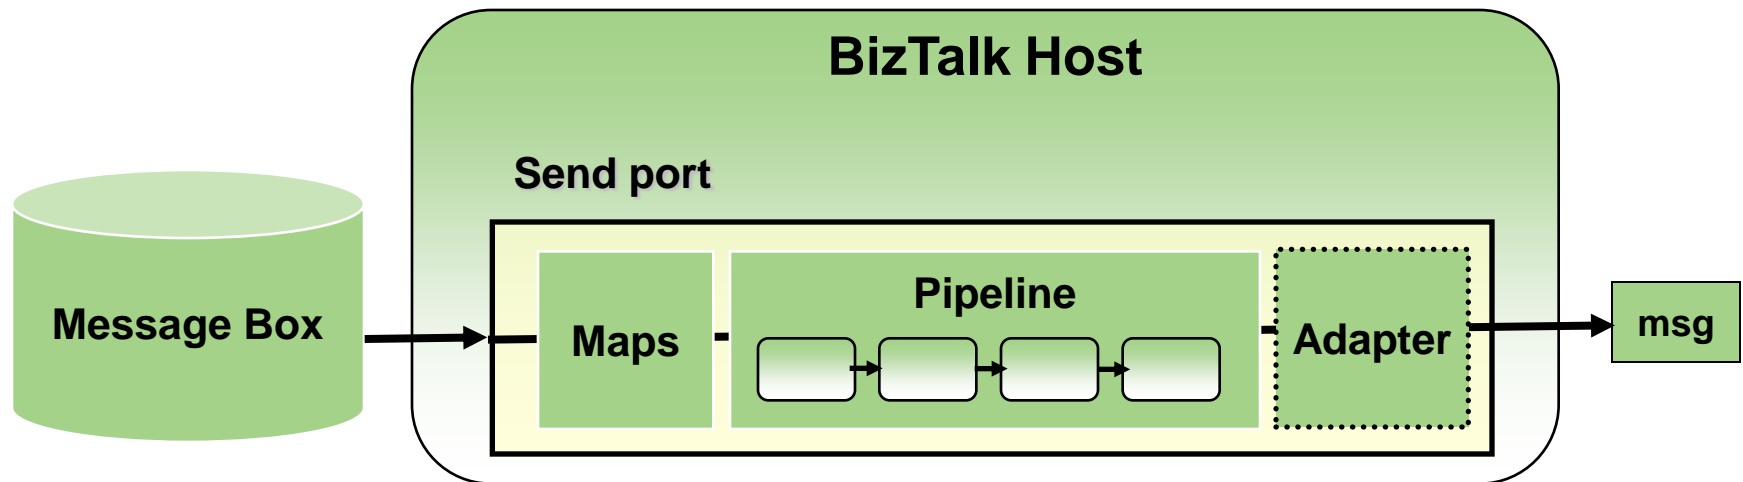 BizTalk Host
Send port
Message Box
Maps
Pipeline
Adapter
msg